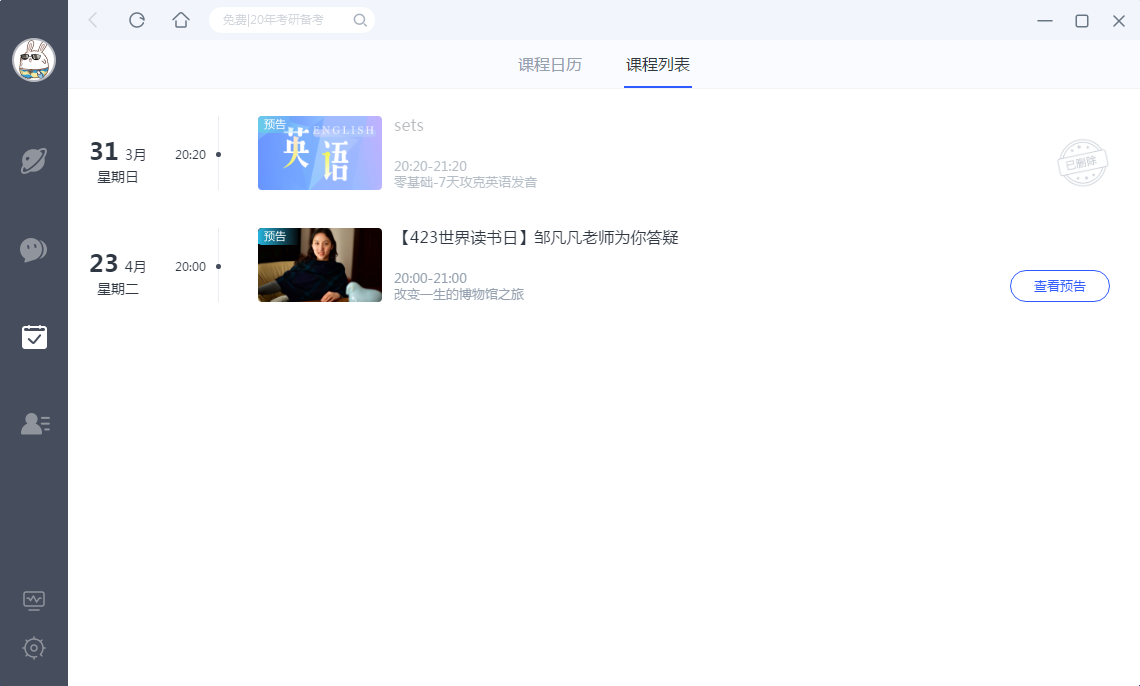 免费|20年考研备考
课程日历
课程列表
31 3月
星期日
20:20
预告
ENGLISH
英语
sets
20:20-21:20
零基础-7天攻克英语发音
已删除
23 4月
星期二
20:00
预告
【423世界读书日】邹凡凡老师为你答疑
20:00-21:00
改变一生的博物馆之旅
查看预告